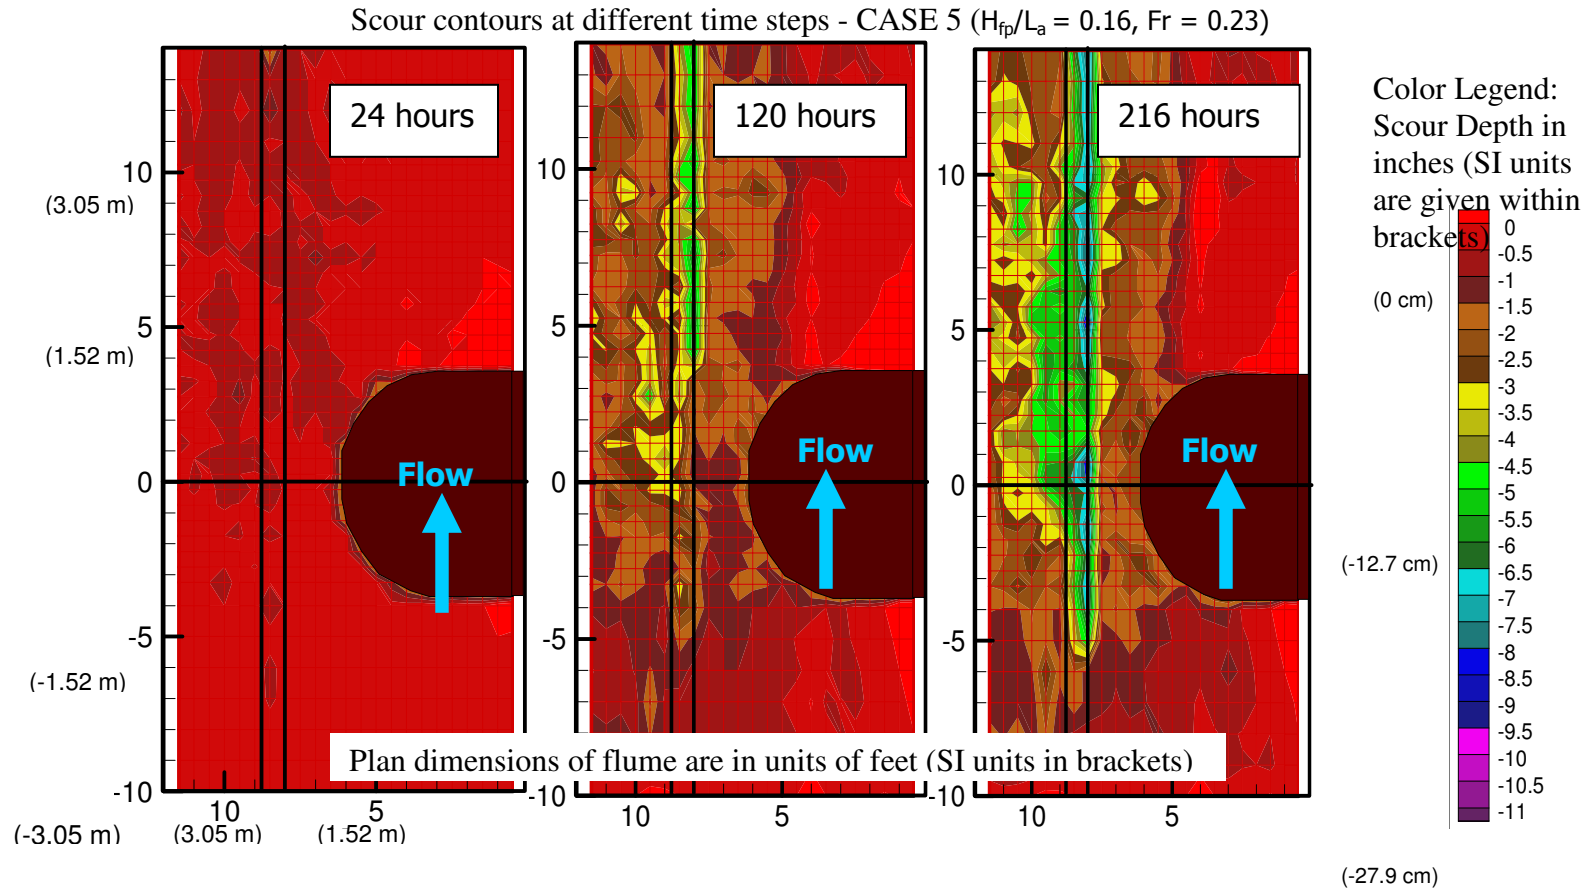 Scour contours at different time steps - CASE 5 (Hfp/La = 0.16, Fr = 0.23)
24 hours
120 hours
216 hours
Color Legend:
Scour Depth in
inches (SI units
are given within
brackets)
10
(3.05 m)
5
(1.52 m)
0
-5
(-1.52 m)
-10
(-3.05 m)
10
5
(3.05 m)
(1.52 m)
Flow
10
5
0
-5
-10
10
5
Flow
10
5
0
-5
-10
10
5
Flow
0
-0.5
-1
-1.5
-2
-2.5
-3
-3.5
-4
-4.5
-5
-5.5
-6
-6.5
-7
-7.5
-8
-8.5
-9
-9.5
-10
-10.5
-11
(0 cm)
(-12.7 cm)
(-27.9 cm)
Plan dimensions of flume are in units of feet (SI units in brackets)